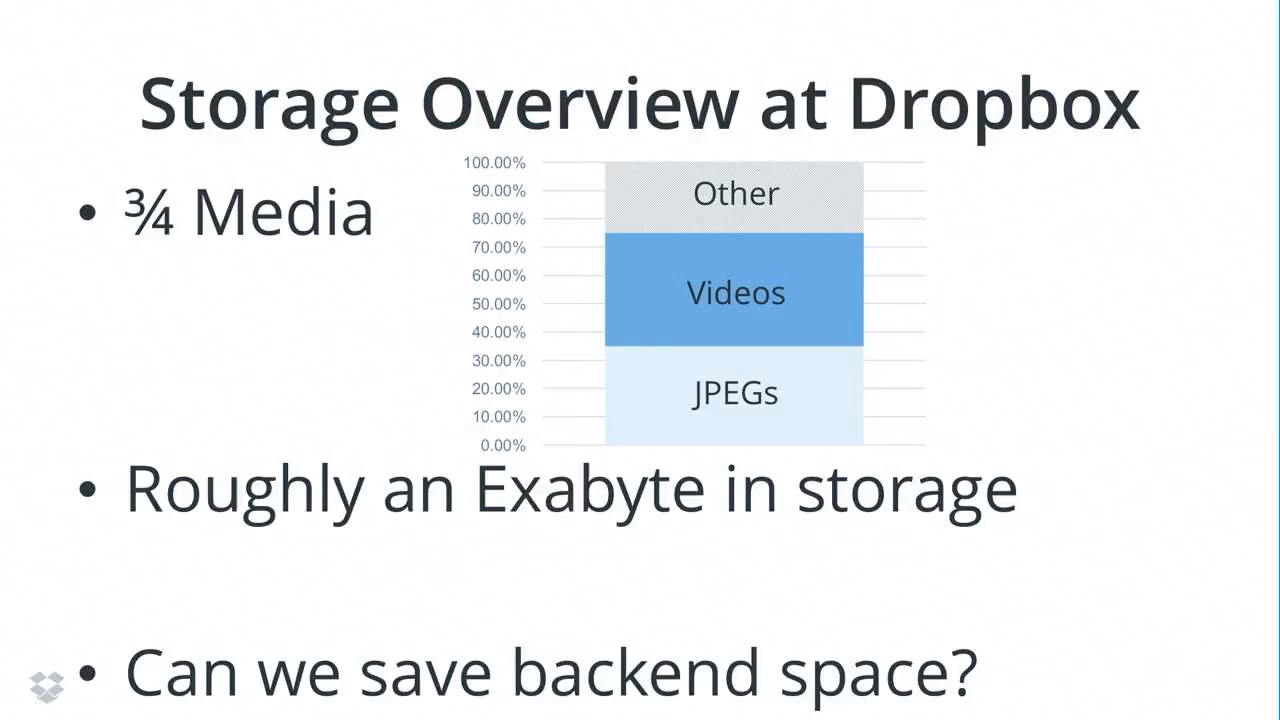 Storage Overview at Dropbox
• ¾ Media
100.00%
90.00%
80.00%
70.00%
60.00%
50.00%
40.00%
30.00%
20.00%
10.00%
0.00%
Other
Videos
JPEGs
• Roughly an Exabyte in storage
• Can we save backend space?